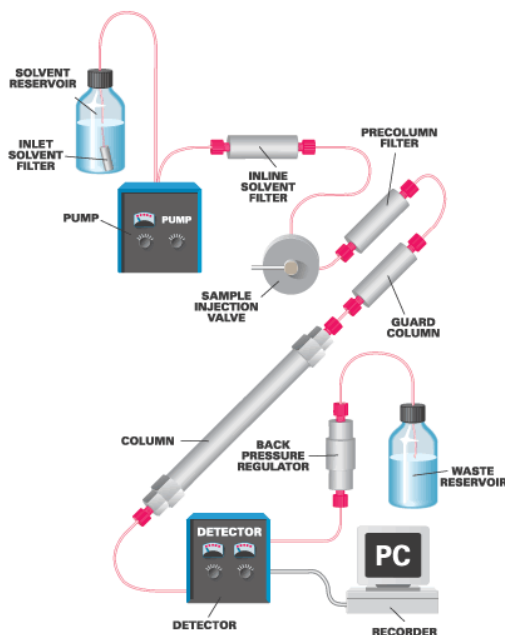 SOLVENT
RESERVOIR
INLET
SOLVENT
FILTER
PUMP
PUMP
INLINE
SOLVENT
FILTER
PRECOLUMN
FILTER
SAMPLE
INJECTION
VALVE
GUARD
COLUMN
COLUMN
BACK
PRESSURE
REGULATOR
WASTE
RESERVOIR
DETECTOR
DETECTOR
PC
RECORDER